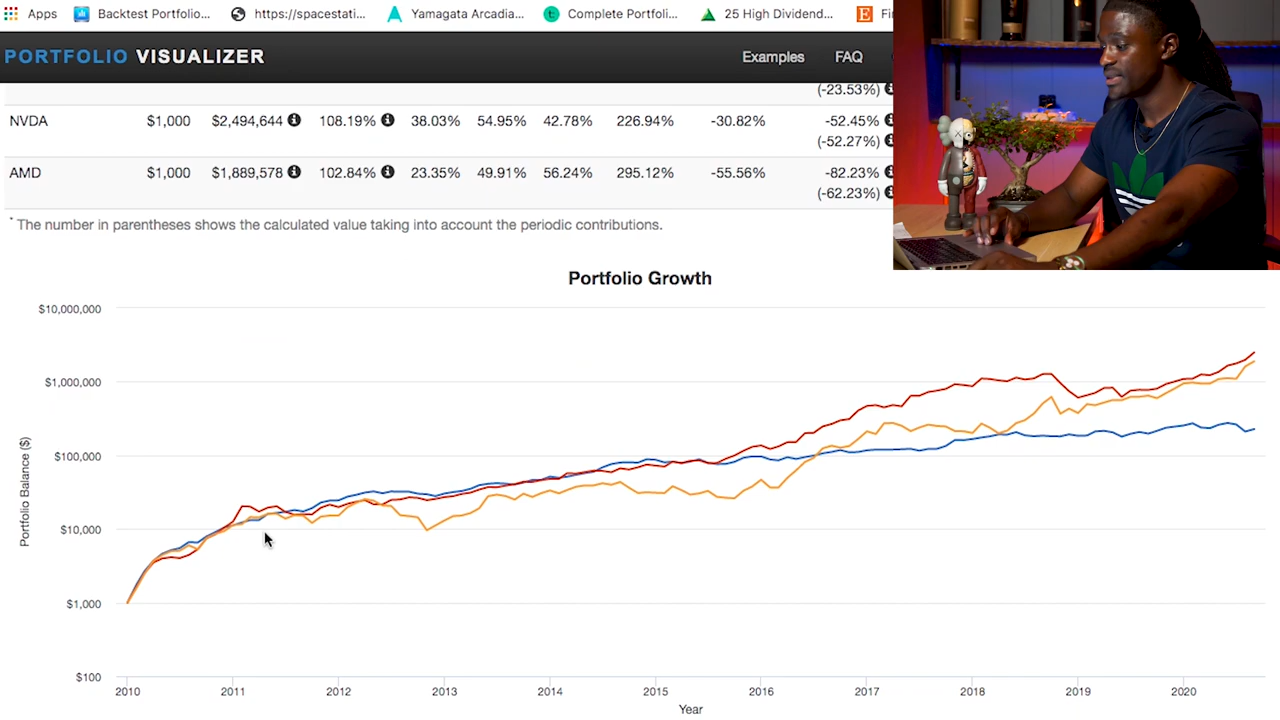 Apps Backtest Portfolio... https://spacestati... Yamagata Arcadia... Complete Portfoli... 25 High Dividend... E
PORTFOLIO VISUALIZER Examples FAQ
(-23.53%)
NVDA $1,000 $2,494,644 108.19% 38.03% 54.95% 42.78% 226.94% -30.82% -52.45%
(-52.27%)
AMD $1,000 $1,889,578 102.84% 23.35% 49.91% 56.24% 295.12% -55.56% -82.23%
(-62.23%)
* The number in parentheses shows the calculated value taking into account the periodic contributions.
Portfolio Growth
$10,000,000
$1,000,000
$100,000
$10,000
$1,000
$100
Portfolio Balance ($)
2010 2011 2012 2013 2014 2015 2016 2017 2018 2019 2020
Year